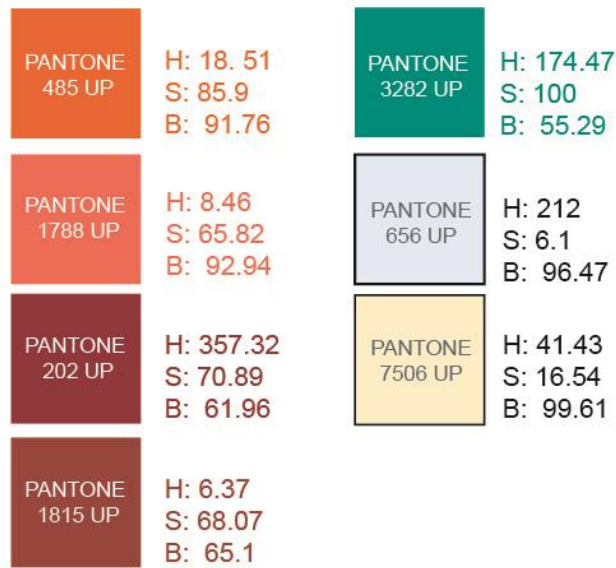 PANTONE
485 UP
H: 18. 51
S: 85.9
B: 91.76
PANTONE
1788 UP
H: 8.46
S: 65.82
B: 92.94
PANTONE
202 UP
H: 357.32
S: 70.89
B: 61.96
PANTONE
1815 UP
H: 6.37
S: 68.07
B: 65.1
PANTONE
3282 UP
H: 174.47
S: 100
B: 55.29
PANTONE
656 UP
H: 212
S: 6.1
B: 96.47
PANTONE
7506 UP
H: 41.43
S: 16.54
B: 99.61